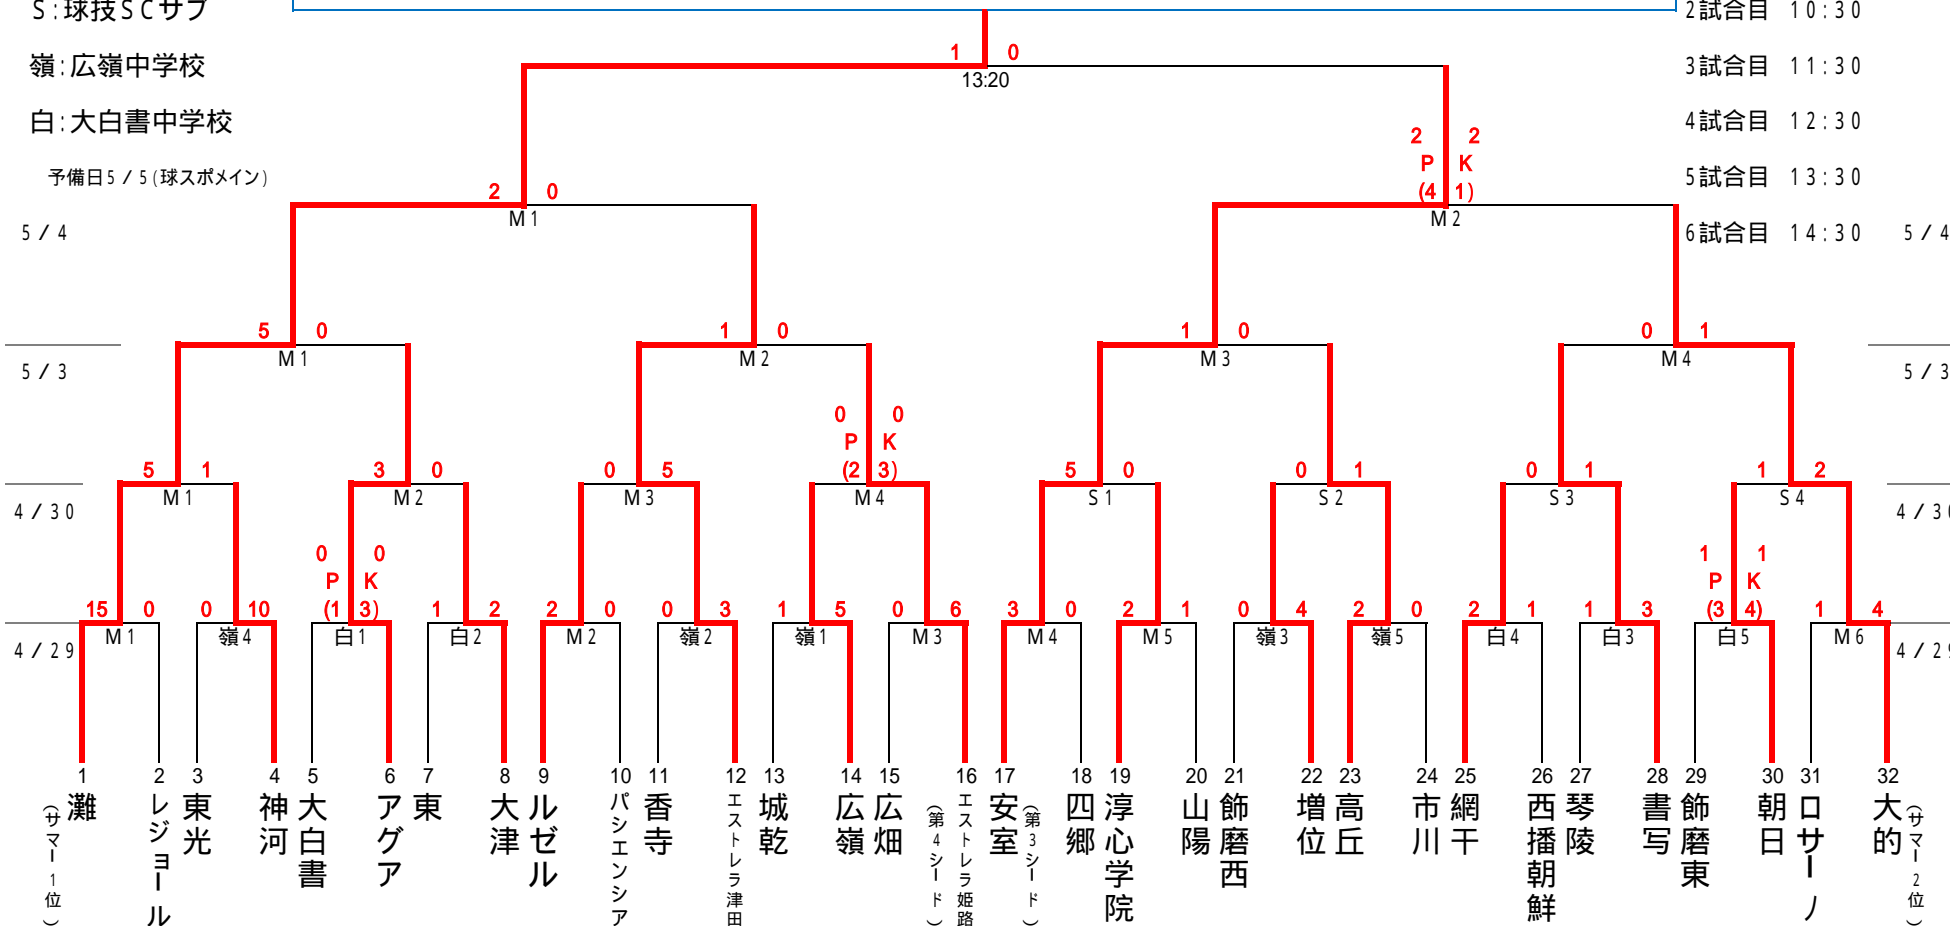 S:球技SCサブ
2試合目 10:30
1 0
13:20
嶺:広嶺中学校
3試合目 11:30
白:大白書中学校
4試合目 12:30
2 2
P K
(4 1)
M2
予備日5/5(球スポメイン)
5試合目 13:30
2 0
M1
5/4
6試合目 14:30
5/4
5 0
M1
1 0
M2
1 0
M3
0 1
M4
5/3
5/3
5 1
M1
3 0
M2
0 5
M3
0 0
P K
(2 3)
M4
5 0
S1
0 1
S2
0 1
S3
1 2
S4
4/30
4/30
15 0
M1
0 10
嶺4
0 0
P K
(1 3)
白1
1 2
白2
2 0
M2
0 3
嶺2
1 5
嶺1
0 6
M3
3 0
M4
2 1
M5
0 4
嶺3
2 0
嶺5
2 1
白4
1 3
白3
1 1
P K
(3 4)
白5
1 4
M6
4/29
4/29
1 灘 (サマー1位)
2 レジョール
3 東光
4 神河
5 大白書
6 アグア
7 東
8 大津
9 ルゼル
10 パシエンシア
11 香寺
12 エストレラ津田
13 城乾
14 広嶺
15 広畑
16 エストレラ姫路 (第4シード)
17 安室 (第3シード)
18 四郷
19 淳心学院
20 山陽
21 飾磨西
22 増位
23 高丘
24 市川
25 網干
26 西播朝鮮
27 琴陵
28 書写
29 飾磨東
30 朝日
31 ロサーノ
32 大的 (サマー2位)